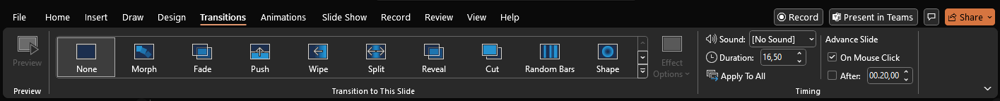 File Home Insert Draw Design Transitions Animations Slide Show Record Review View Help Record Present in Teams Share
Preview None Morph Fade Push Wipe Split Reveal Cut Random Bars Shape Effect Options
Sound: [No Sound] Advance Slide
Duration: 16,50 On Mouse Click
Apply To All After: 00.20,00
Preview Transition to This Slide Timing